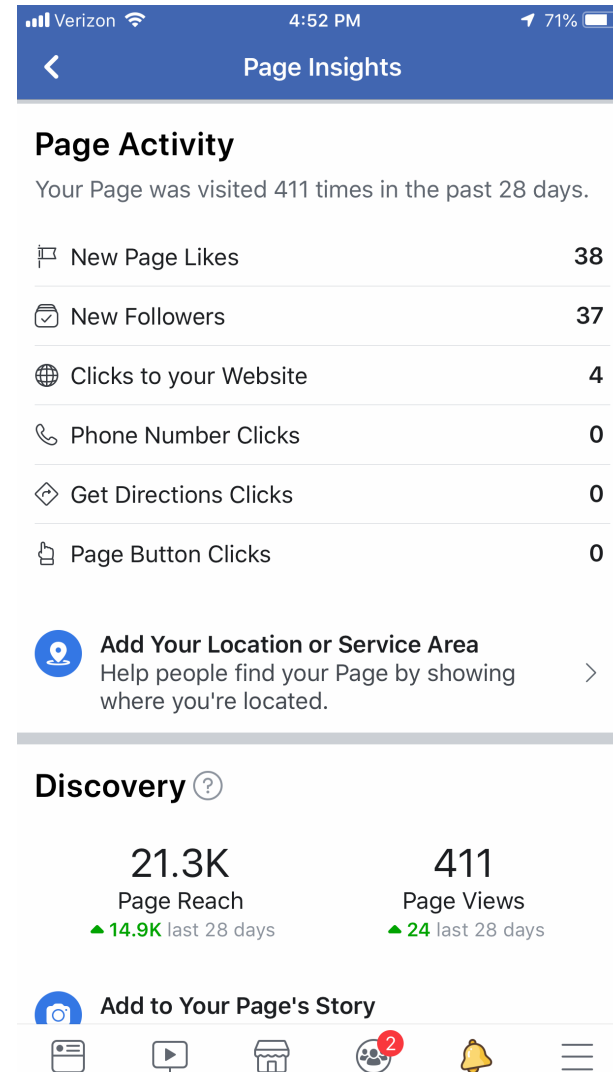 Verizon 4:52 PM 71%
Page Insights
Page Activity
Your Page was visited 411 times in the past 28 days.
New Page Likes 38
New Followers 37
Clicks to your Website 4
Phone Number Clicks 0
Get Directions Clicks 0
Page Button Clicks 0
Add Your Location or Service Area
Help people find your Page by showing
where you're located.
Discovery ?
21.3K 411
Page Reach Page Views
14.9K last 28 days 24 last 28 days
Add to Your Page's Story
2